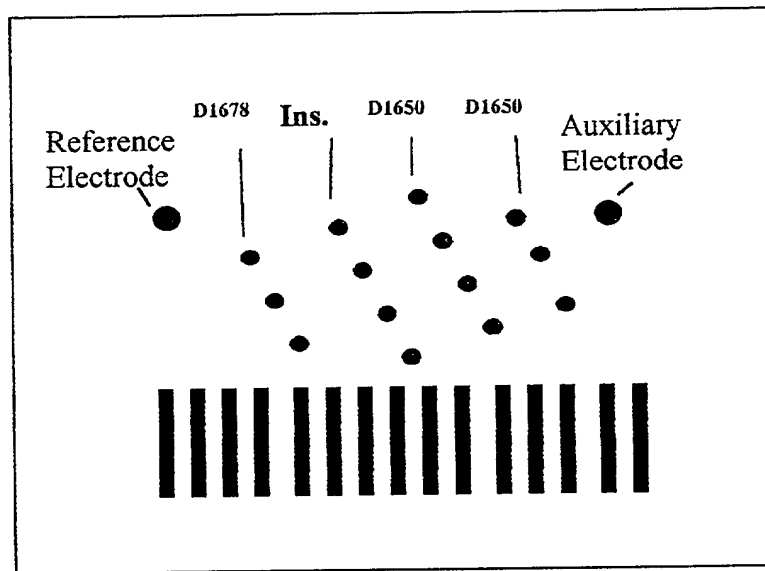 D1678 Ins. D1650 D1650
Reference
Electrode
Auxiliary
Electrode